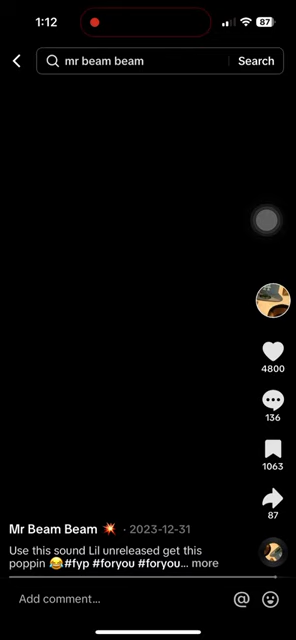 1:12
87
mr beam beam
Search
4800
136
1063
87
Mr Beam Beam 💥 · 2023-12-31
Use this sound Lil unreleased get this
poppin 😂#fyp #foryou #foryou... more
Add comment...